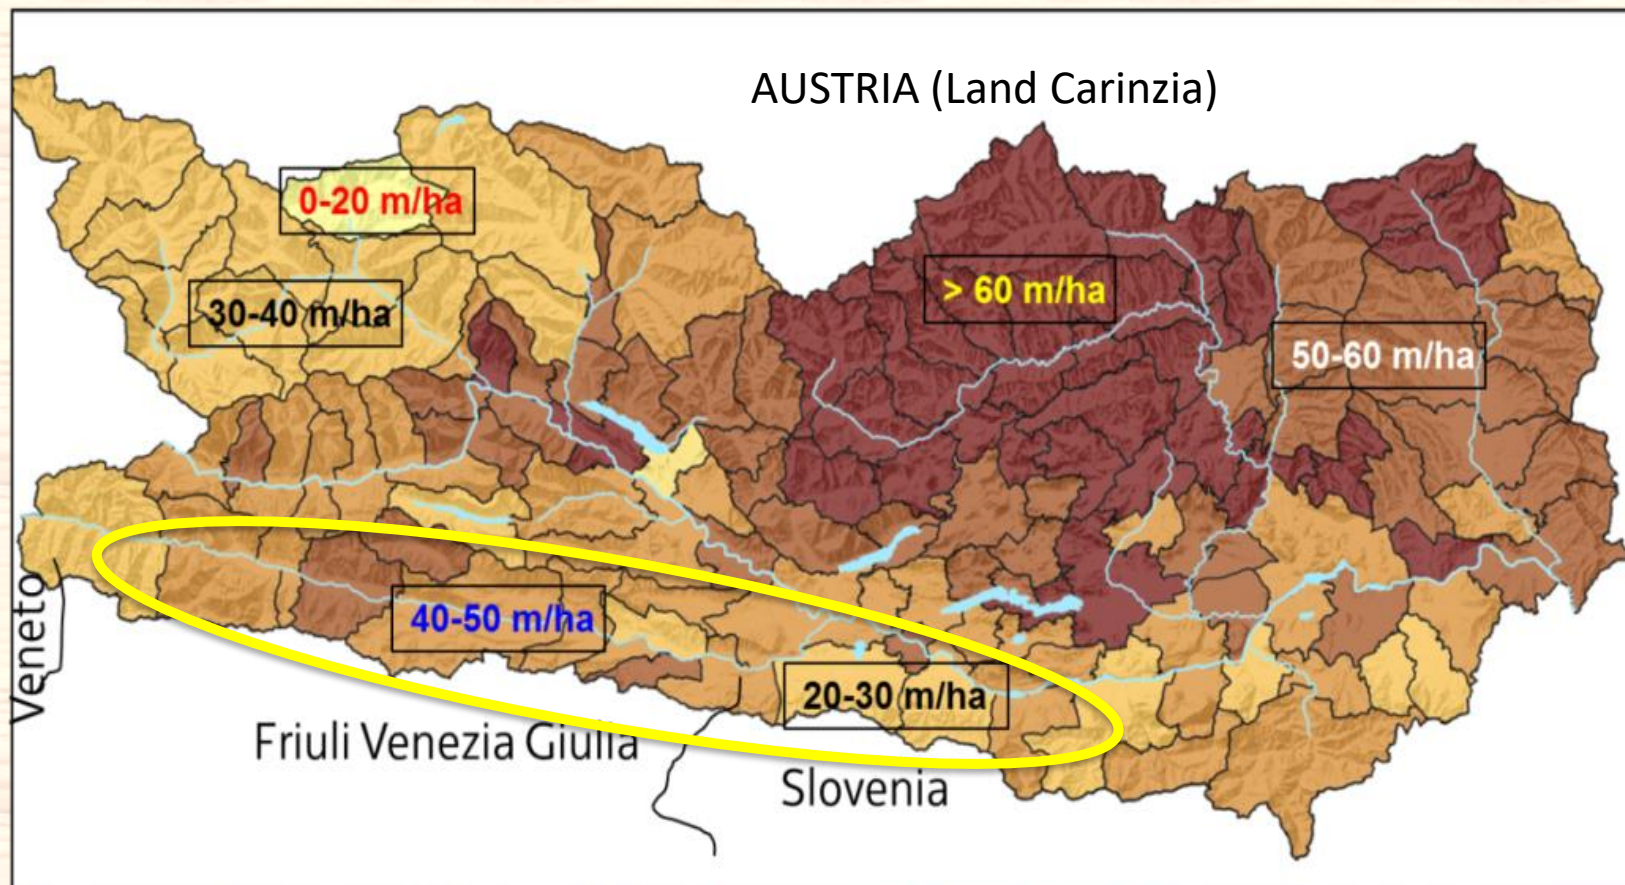 AUSTRIA (Land Carinzia)
0-20 m/ha
30-40 m/ha
> 60 m/ha
50-60 m/ha
40-50 m/ha
20-30 m/ha
Veneto
Friuli Venezia Giulia
Slovenia